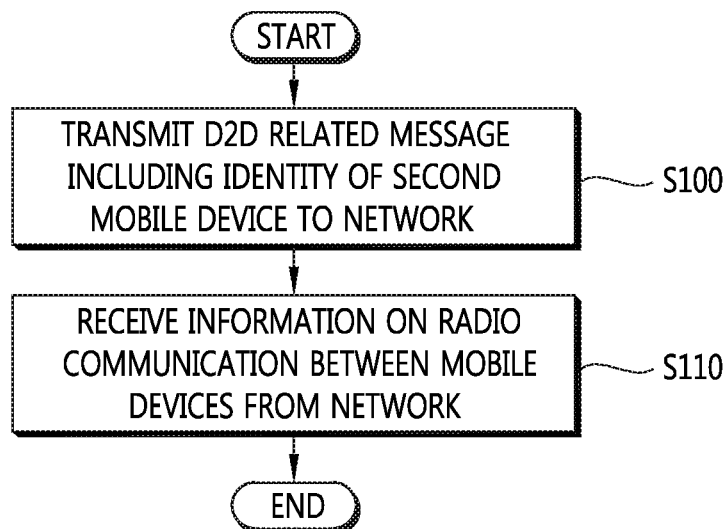 START
TRANSMIT D2D RELATED MESSAGE
INCLUDING IDENTITY OF SECOND
MOBILE DEVICE TO NETWORK
S100
RECEIVE INFORMATION ON RADIO
COMMUNICATION BETWEEN MOBILE
DEVICES FROM NETWORK
S110
END